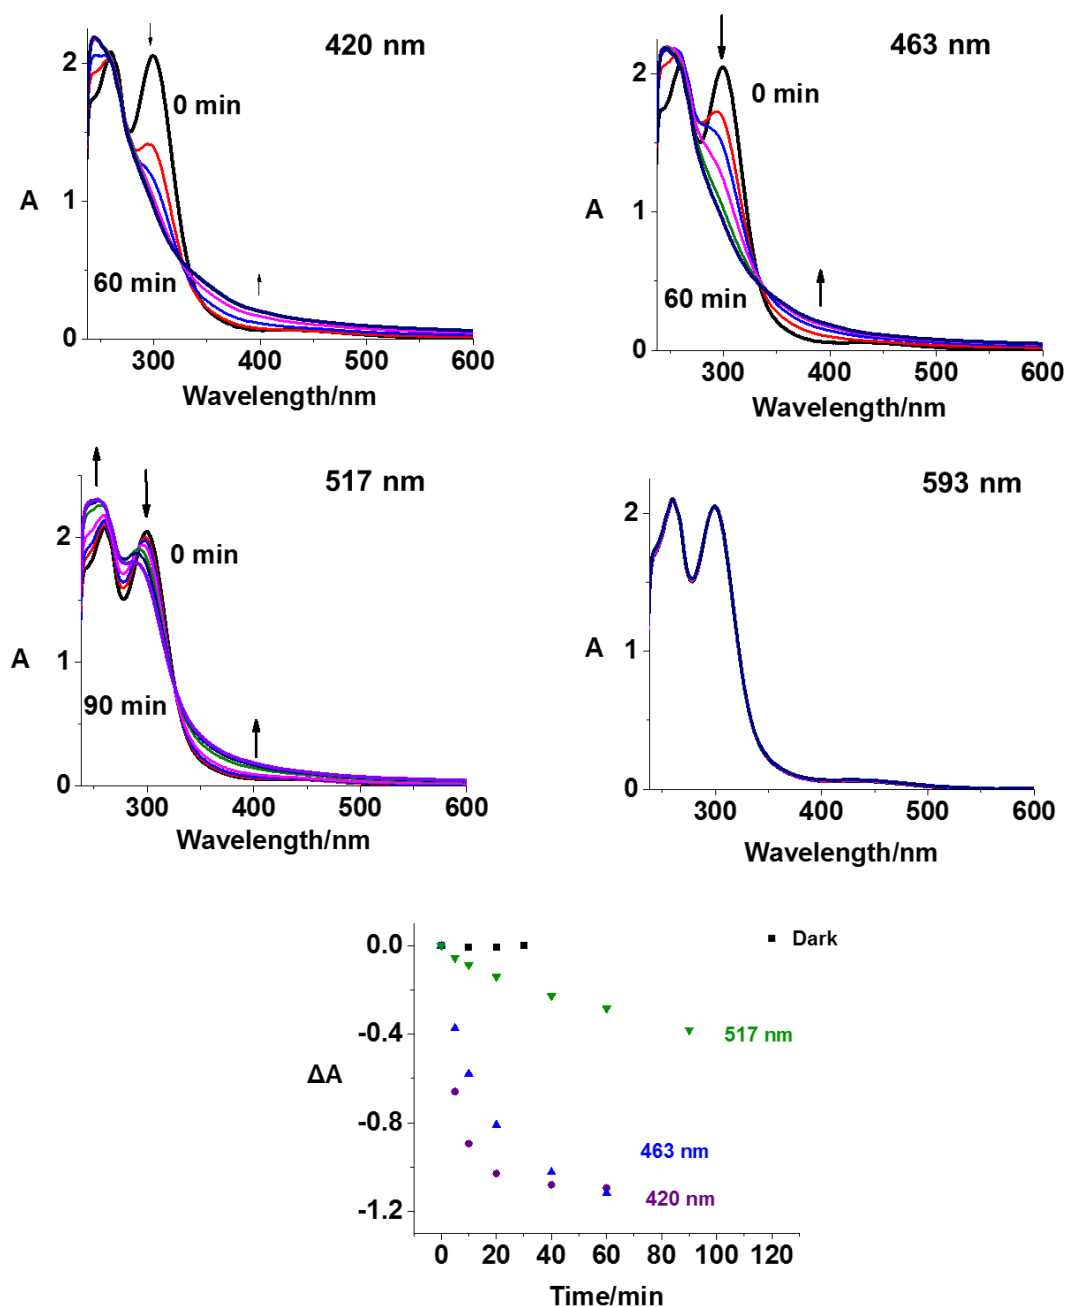 420 nm
2
0 min
1
A
60 min
0
300
400
500
600
Wavelength/nm
463 nm
2
0 min
1
A
60 min
0
300
400
500
600
Wavelength/nm
517 nm
2
0 min
1
A
90 min
0
300
400
500
600
Wavelength/nm
593 nm
2
1
A
0
300
400
500
600
Wavelength/nm
0.0
Dark
-0.4
517 nm
ΔA
-0.8
463 nm
420 nm
-1.2
0
20
40
60
80
100
120
Time/min